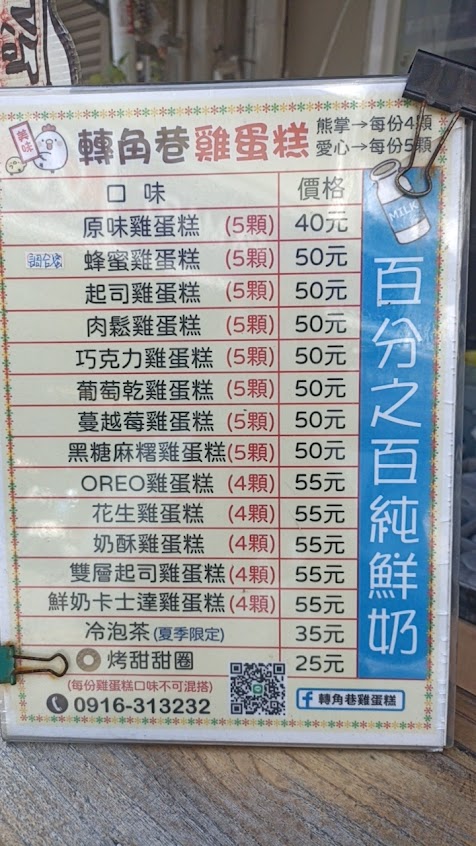 美味
轉角巷雞蛋糕
熊掌→每份4顆
愛心→每份5顆
口味 價格
原味雞蛋糕 (5顆) 40元
蜂蜜雞蛋糕 (5顆) 50元
起司雞蛋糕 (5顆) 50元
肉鬆雞蛋糕 (5顆) 50元
巧克力雞蛋糕 (5顆) 50元
葡萄乾雞蛋糕 (5顆) 50元
蔓越莓雞蛋糕 (5顆) 50元
黑糖麻糬雞蛋糕 (5顆) 50元
OREO雞蛋糕 (4顆) 55元
花生雞蛋糕 (4顆) 55元
奶酥雞蛋糕 (4顆) 55元
雙層起司雞蛋糕 (4顆) 55元
鮮奶卡士達雞蛋糕 (4顆) 55元
冷泡茶 (夏季限定) 35元
烤甜甜圈 25元
(每份雞蛋糕口味不可混搭)
0916-313232
f 轉角巷雞蛋糕
MILK
百分之百純鮮奶